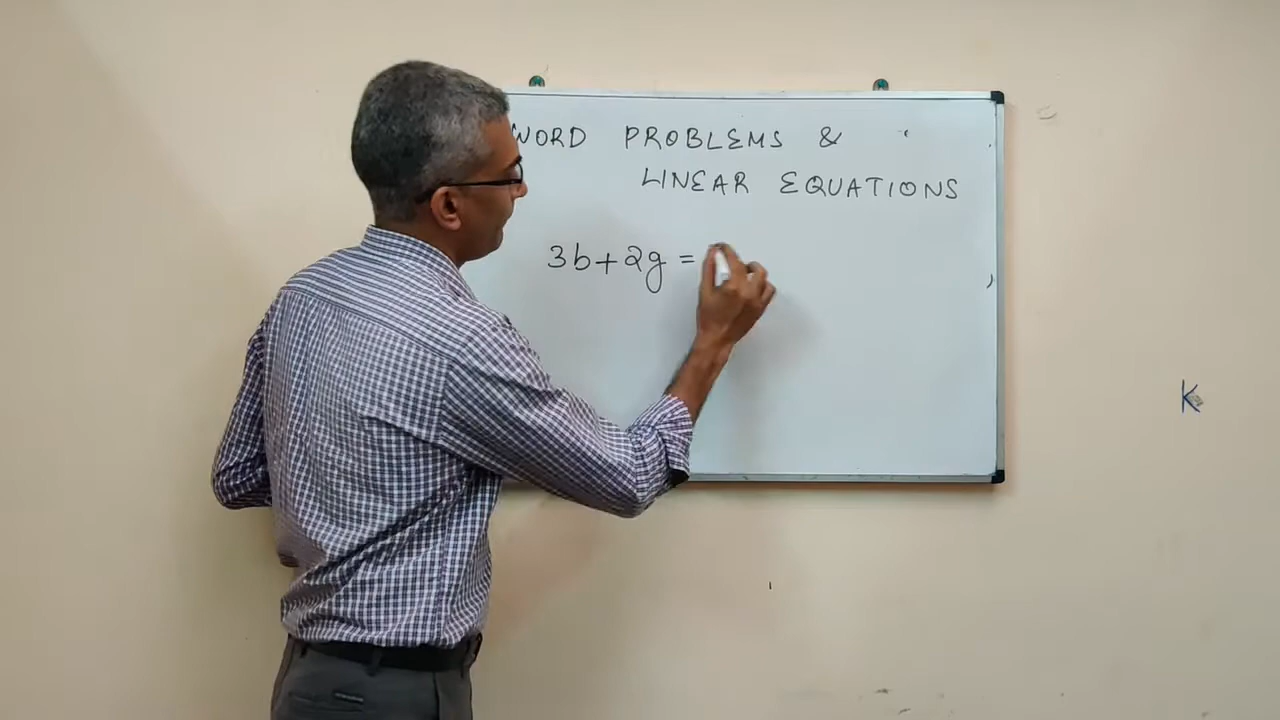 WORD PROBLEMS &
LINEAR EQUATIONS
3b+2g =
K